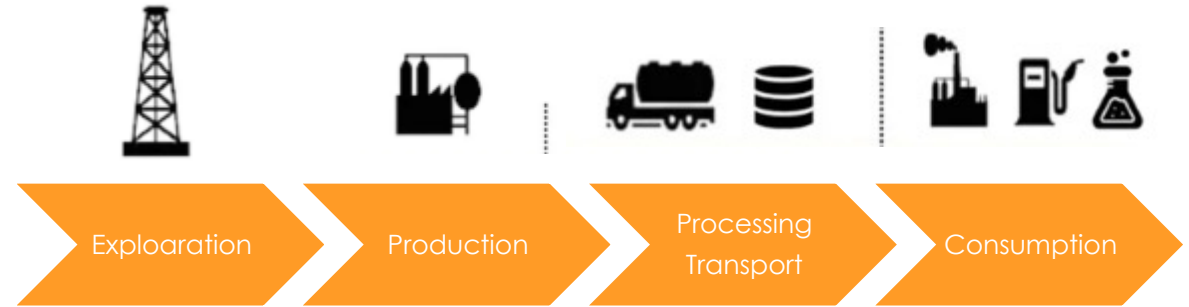 Exploaration
Production
Processing
Transport
Consumption